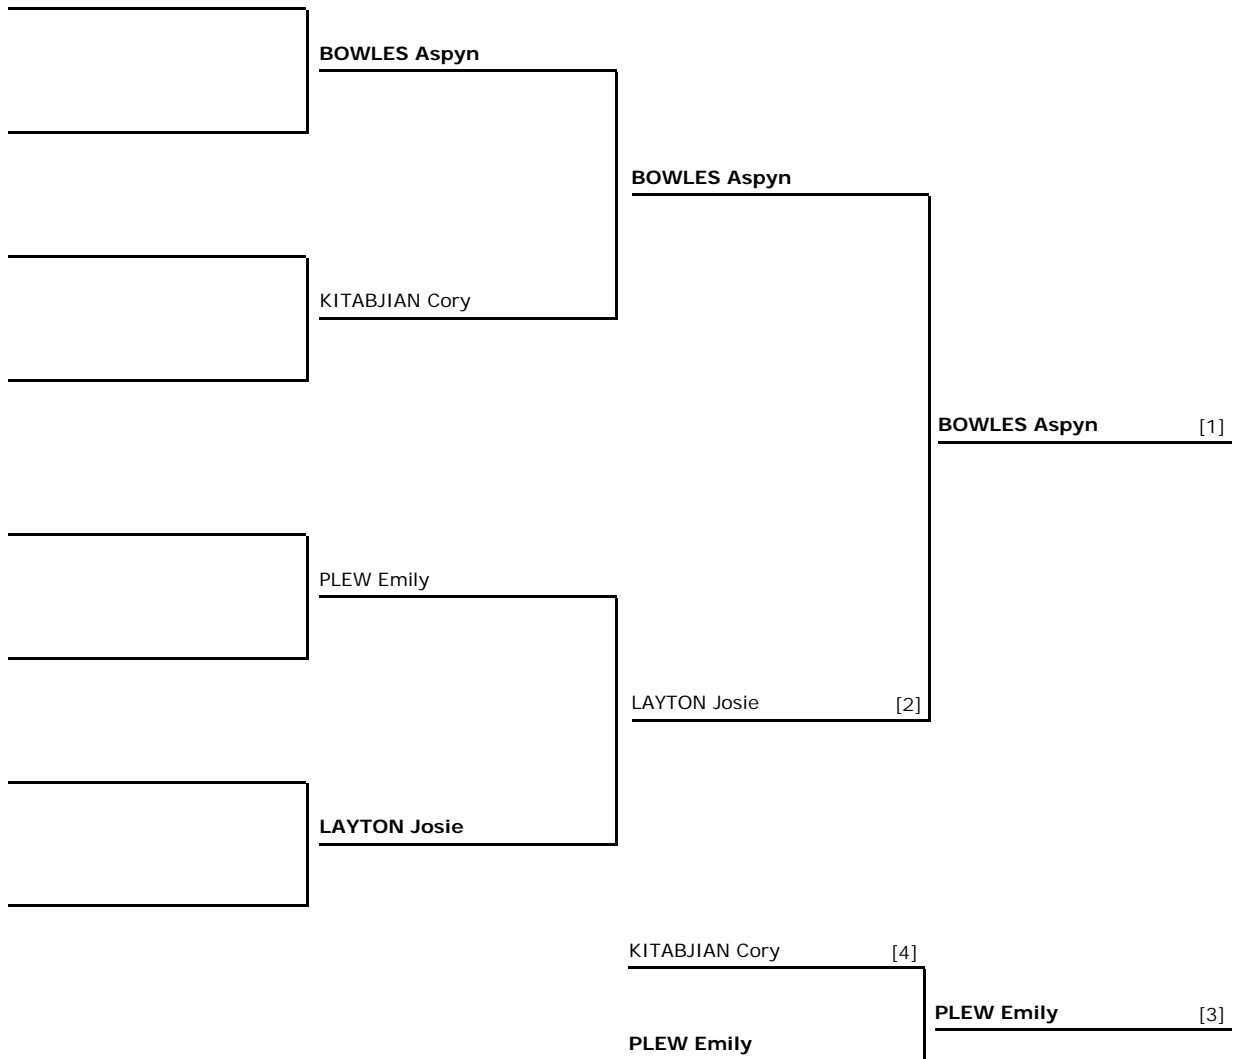 BOWLES Aspyn
BOWLES Aspyn
KITABJIAN Cory
BOWLES Aspyn [1]
PLEW Emily
LAYTON Josie [2]
LAYTON Josie
KITABJIAN Cory [4]
PLEW Emily [3]
PLEW Emily